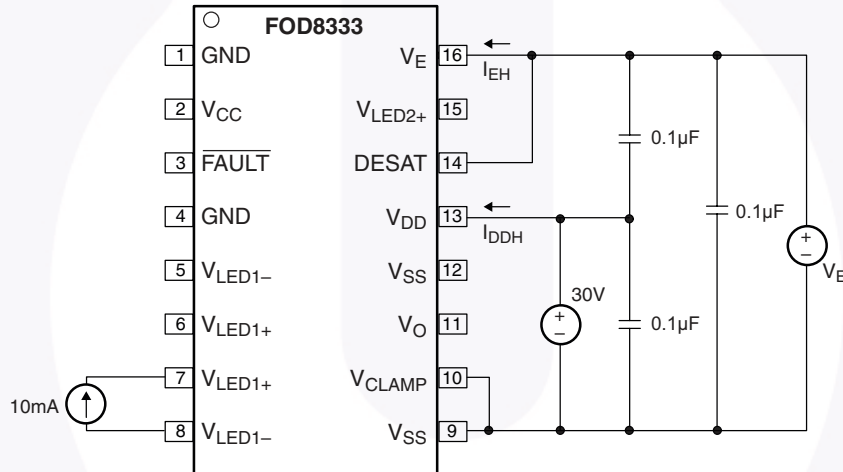 FOD8333
1 GND
2 VCC
3 FAULT
4 GND
5 VLED1–
6 VLED1+
7 VLED1+
8 VLED1–
10mA
VE 16
VLED2+ 15
DESAT 14
VDD 13
VSS 12
VO 11
VCLAMP 10
VSS 9
IEH
IDDH
30V
+
–
0.1µF
0.1µF
0.1µF
+
–
VE